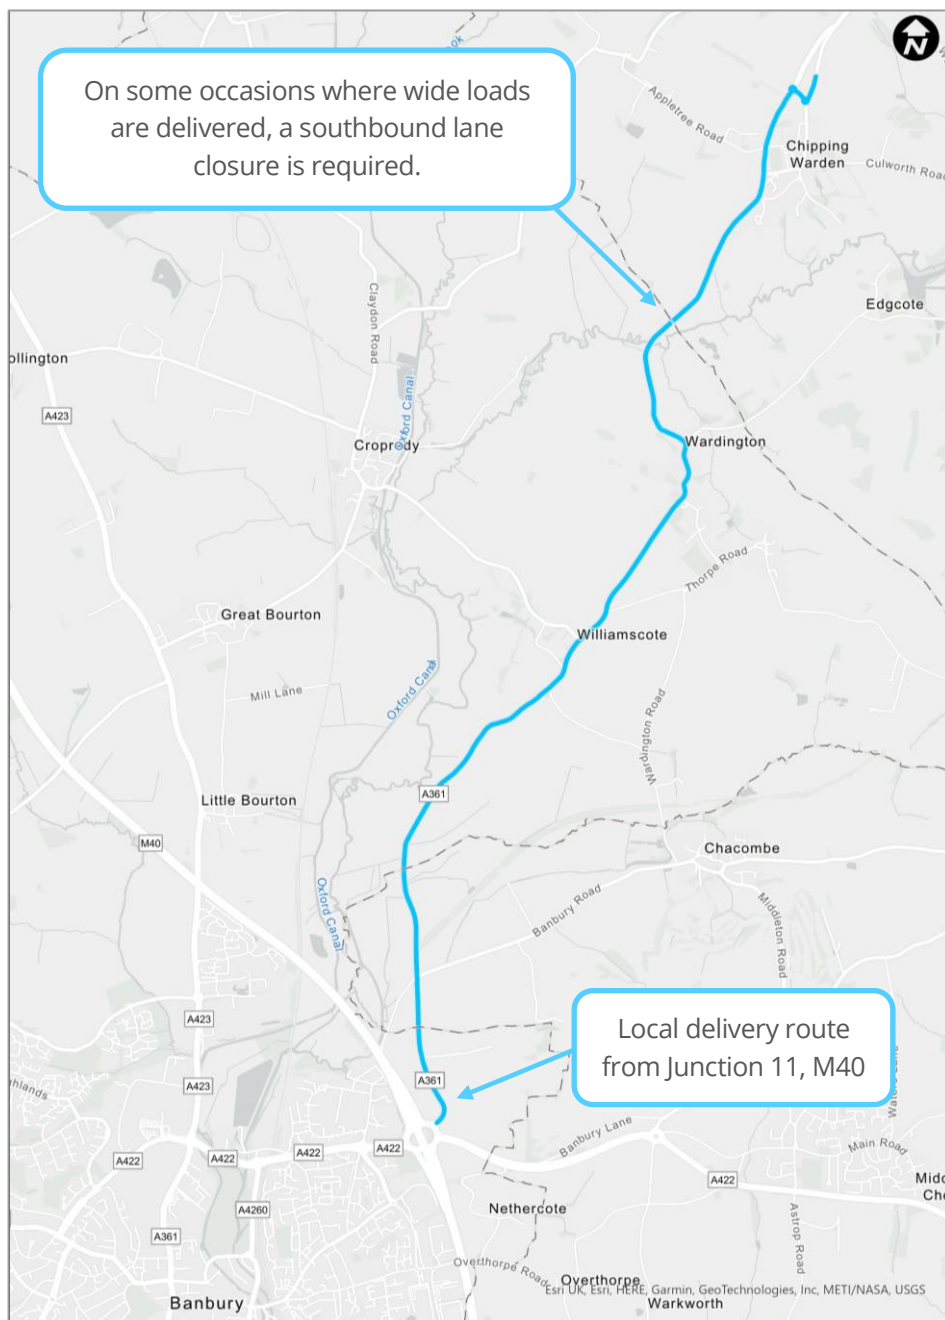 N
On some occasions where wide loads
are delivered, a southbound lane
closure is required.
Appletree Road
Chipping
Warden
Culworth Road
Edgcote
Claydon Road
ollington
A423
Oxford Canal
Cropredy
Wardington
Thorpe Road
Great Bourton
Williamscote
Mill Lane
Oxford Canal
Wardington Road
A361
Little Bourton
M40
Chacombe
Oxford Canal
Banbury Road
Middleton Road
A423
Local delivery route
from Junction 11, M40
A361
A423
ghlands
Banbury Lane
Main Road
A422
A422
A422
A422
A422
Midd
Che
A4260
Nethercote
Astrop Road
A361
Overthorpe Road
Overthorpe
Esri UK, Esri, HERE, Garmin, GeoTechnologies, Inc, METI/NASA, USGS
Banbury
Warkworth